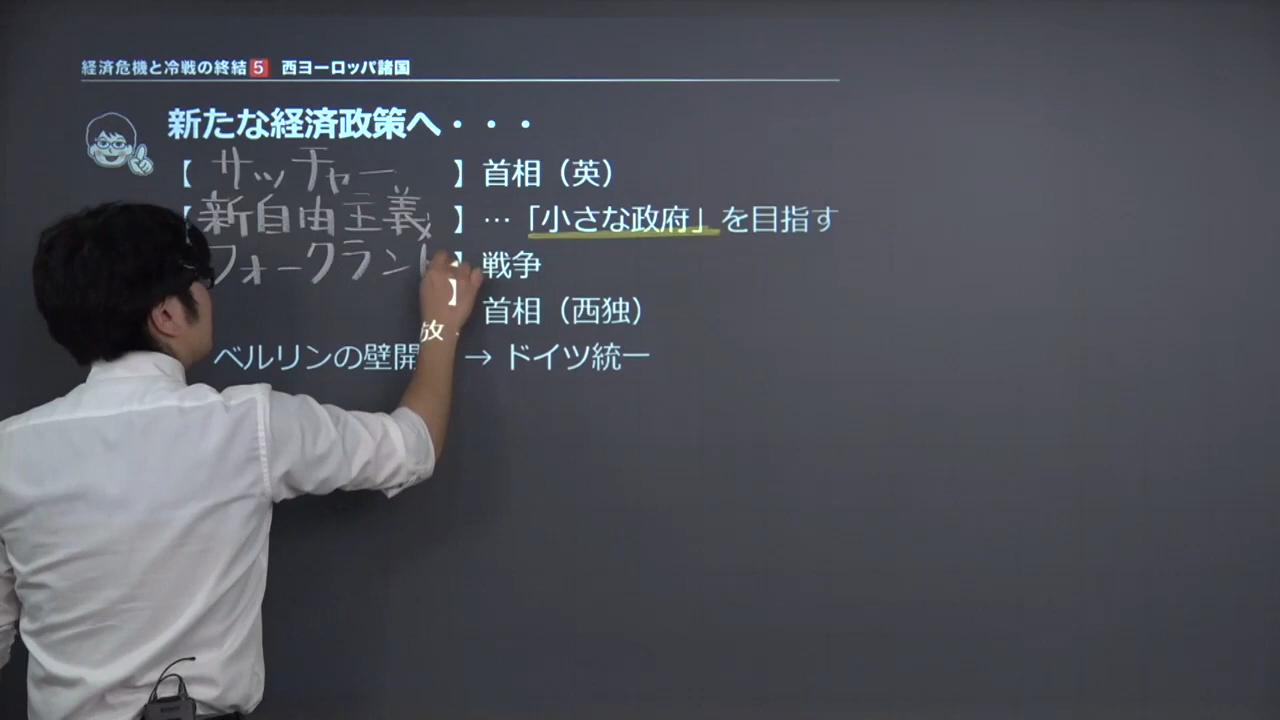 経済危機と冷戦の終結 5 西ヨーロッパ諸国
新たな経済政策へ・・・
【 サッチャー 】首相（英）
【 新自由主義 】…「小さな政府」を目指す
フォークランド 】戦争
】首相（西独）
ベルリンの壁開放 → ドイツ統一